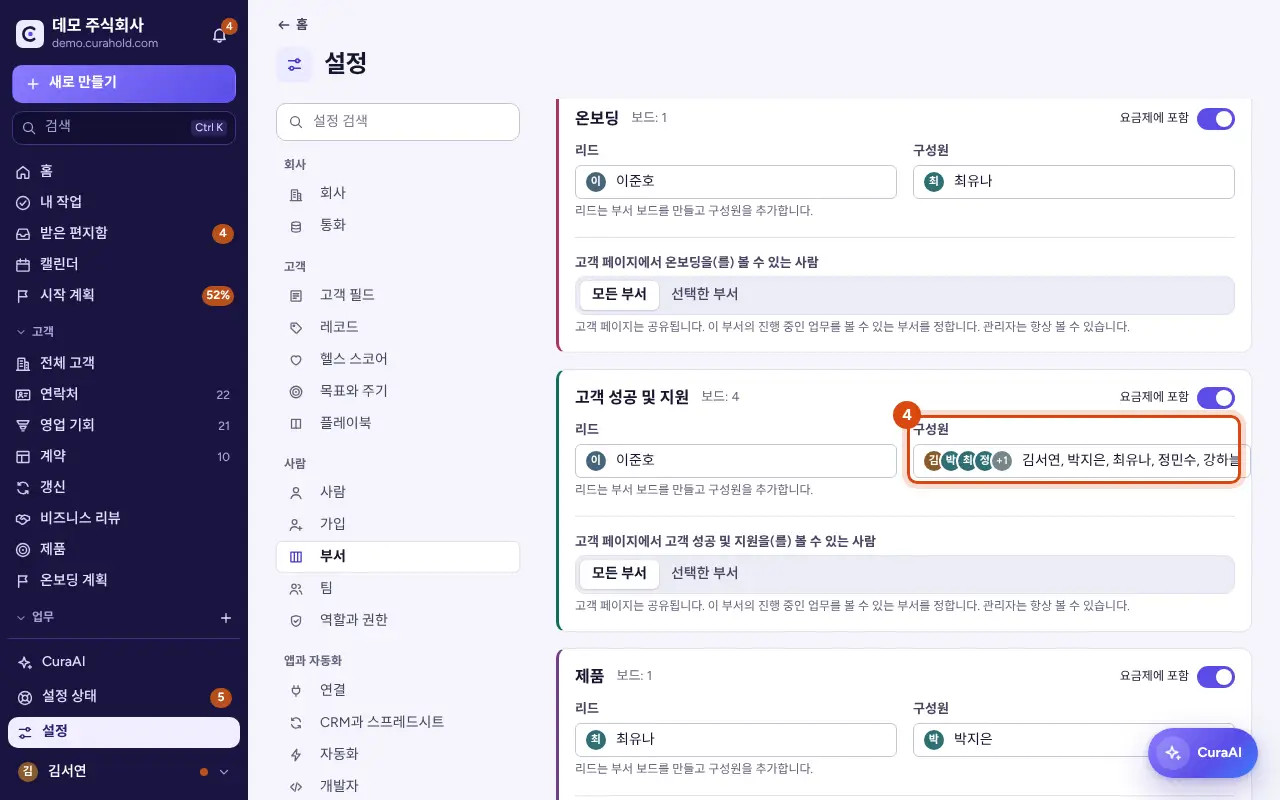 데모 주식회사
demo.curahold.com
4
새로 만들기
검색
Ctrl K
홈
내 작업
받은 편지함
4
캘린더
시작 계획
52%
고객
전체 고객
연락처
22
영업 기회
21
계약
10
갱신
비즈니스 리뷰
제품
온보딩 계획
업무
CuraAI
설정 상태
5
설정
김
김서연
홈
설정
설정 검색
회사
회사
통화
고객
고객 필드
레코드
헬스 스코어
목표와 주기
플레이북
사람
사람
가입
부서
팀
역할과 권한
앱과 자동화
연결
CRM과 스프레드시트
자동화
개발자
온보딩 보드: 1
요금제에 포함
리드
구성원
이 이준호
최 최유나
리드는 부서 보드를 만들고 구성원을 추가합니다.
고객 페이지에서 온보딩을(를) 볼 수 있는 사람
모든 부서 선택한 부서
고객 페이지는 공유됩니다. 이 부서의 진행 중인 업무를 볼 수 있는 부서를 정합니다. 관리자는 항상 볼 수 있습니다.
고객 성공 및 지원 보드: 4
요금제에 포함
4
리드
구성원
이 이준호
김 박 최 정 +1 김서연, 박지은, 최유나, 정민수, 강하늘
리드는 부서 보드를 만들고 구성원을 추가합니다.
고객 페이지에서 고객 성공 및 지원을(를) 볼 수 있는 사람
모든 부서 선택한 부서
고객 페이지는 공유됩니다. 이 부서의 진행 중인 업무를 볼 수 있는 부서를 정합니다. 관리자는 항상 볼 수 있습니다.
제품 보드: 1
요금제에 포함
리드
구성원
최 최유나
박 박지은
리드는 부서 보드를 만들고 구성원을 추가합니다.
CuraAI